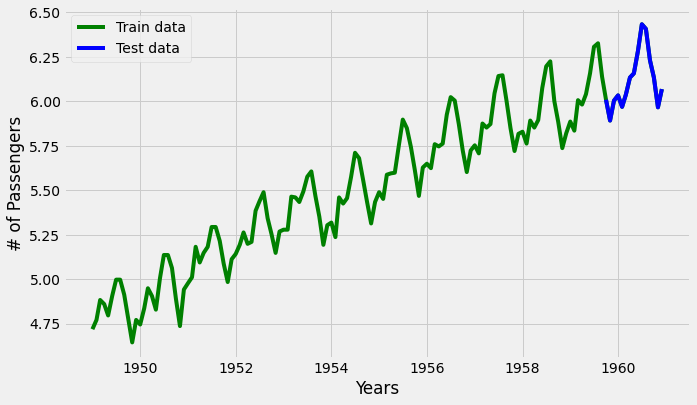 Train data
Test data
# of Passengers
6.50
6.25
6.00
5.75
5.50
5.25
5.00
4.75
1950 1952 1954 1956 1958 1960
Years